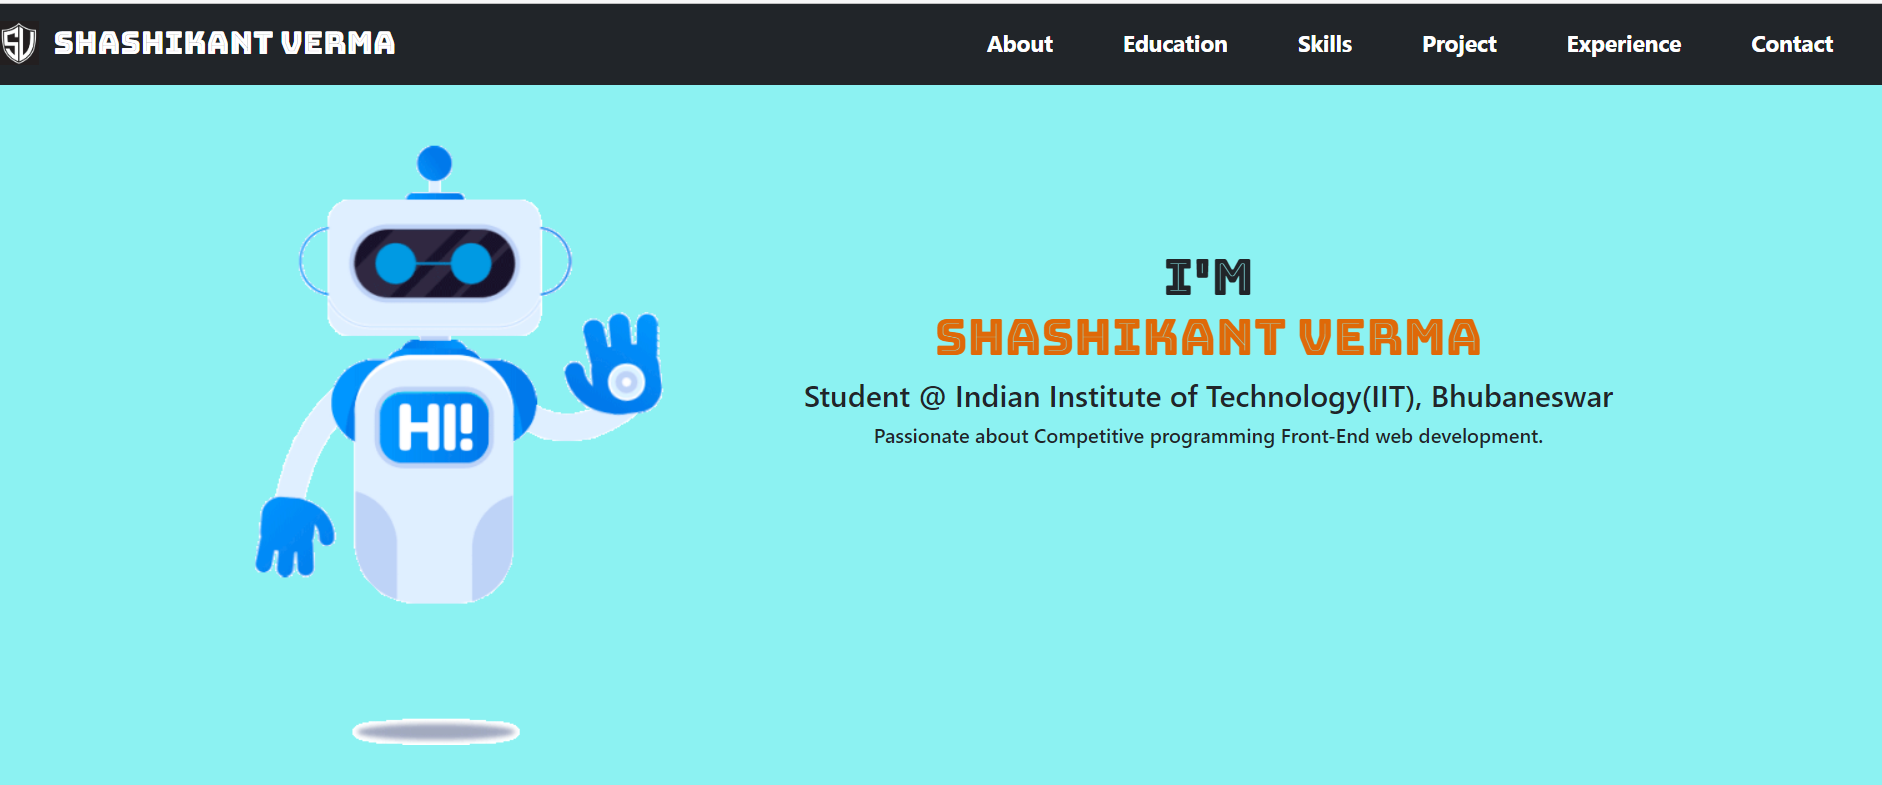 SU SHASHIKANT VERMA About Education Skills Project Experience Contact
I'M
SHASHIKANT VERMA
Student @ Indian Institute of Technology(IIT), Bhubaneswar
Passionate about Competitive programming Front-End web development.
HI!